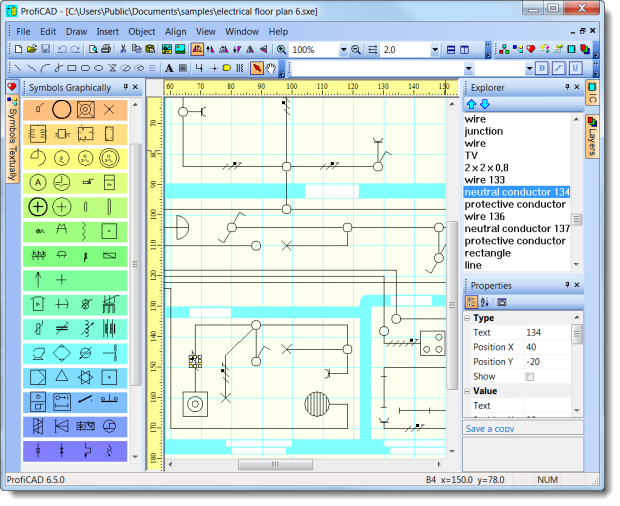 ProfiCAD - [C:\Users\Public\Documents\samples\electrical floor plan 6.sxe]
File Edit Draw Insert Object Align View Window Help
100% 2.0
A B I U
Symbols Graphically
Symbols Textually
60 70 80 90 100 110 120 130 140 150
70
80
90
100
110
120
130
140
150
160
170
180
Explorer
wire
junction
wire
TV
2 x 2 x 0,8
wire 133
neutral conductor 134
protective conductor
wire 136
neutral conductor 137
protective conductor
rectangle
line
IC
Layers
Properties
Type
Text 134
Position X 40
Position Y -20
Show
Value
Text
Save a copy
ProfiCAD 6.5.0
B4 x=150.0 y=78.0 NUM